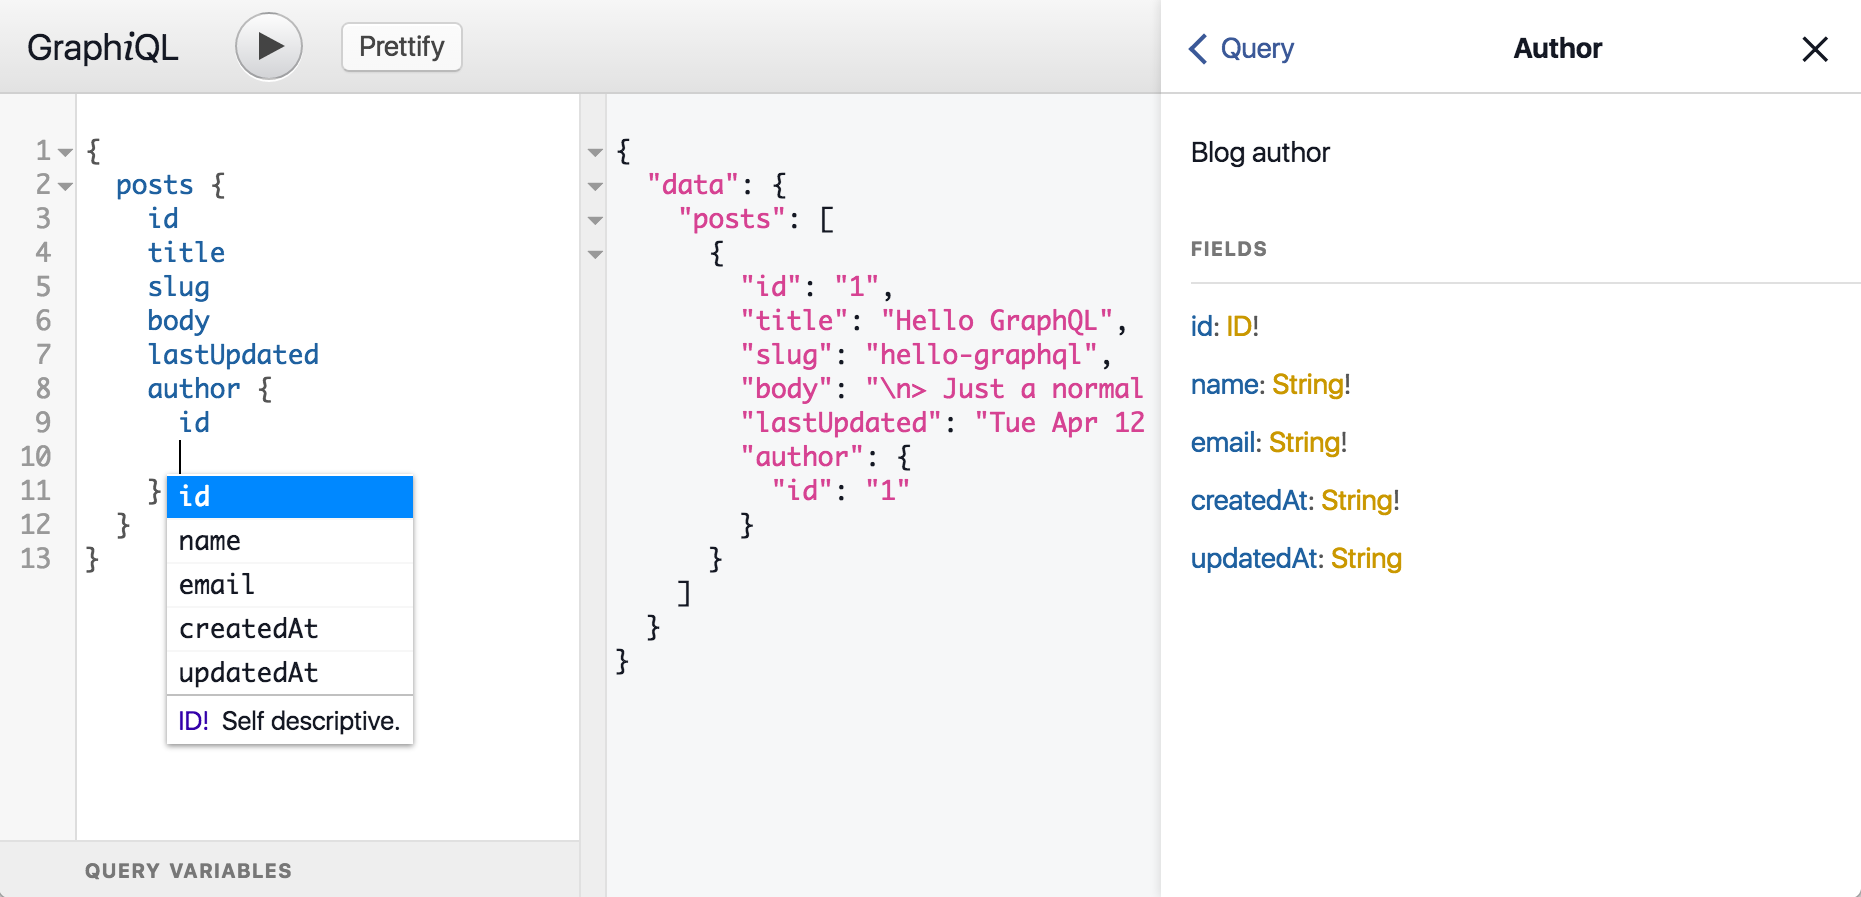 GraphiQL
Prettify
1 {
2 posts {
3 id
4 title
5 slug
6 body
7 lastUpdated
8 author {
9 id
10
11 }
12 }
13 }
id
name
email
createdAt
updatedAt
ID! Self descriptive.
QUERY VARIABLES
{
"data": {
"posts": [
{
"id": "1",
"title": "Hello GraphQL",
"slug": "hello-graphql",
"body": "\n> Just a normal
"lastUpdated": "Tue Apr 12
"author": {
"id": "1"
}
}
]
}
}
Query
Author
Blog author
FIELDS
id: ID!
name: String!
email: String!
createdAt: String!
updatedAt: String